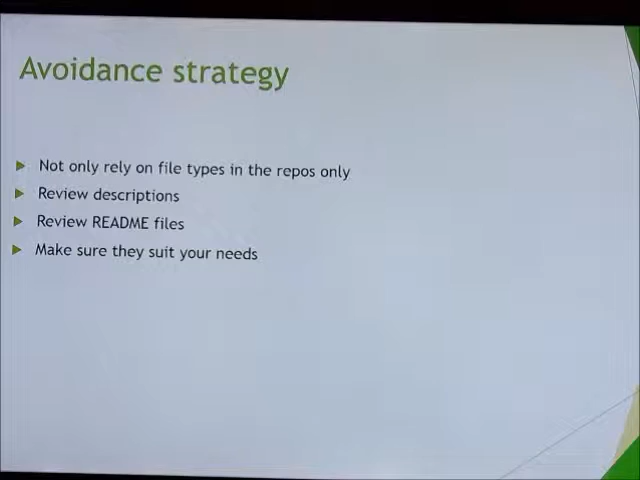 Avoidance strategy
Not only rely on file types in the repos only
Review descriptions
Review README files
Make sure they suit your needs